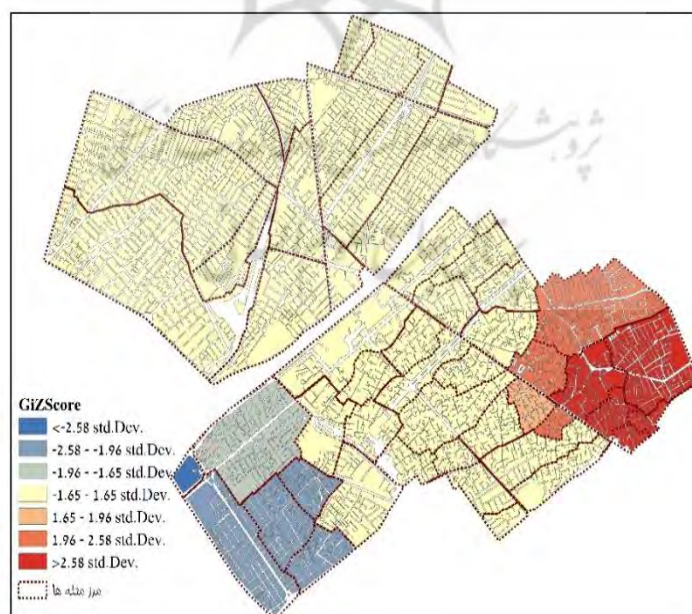 GiZScore
<-2.58 std.Dev.
-2.58 - -1.96 std.Dev.
-1.96 - -1.65 std.Dev.
-1.65 - 1.65 std.Dev.
1.65 - 1.96 std.Dev.
1.96 - 2.58 std.Dev.
>2.58 std.Dev.
مرز محله ها